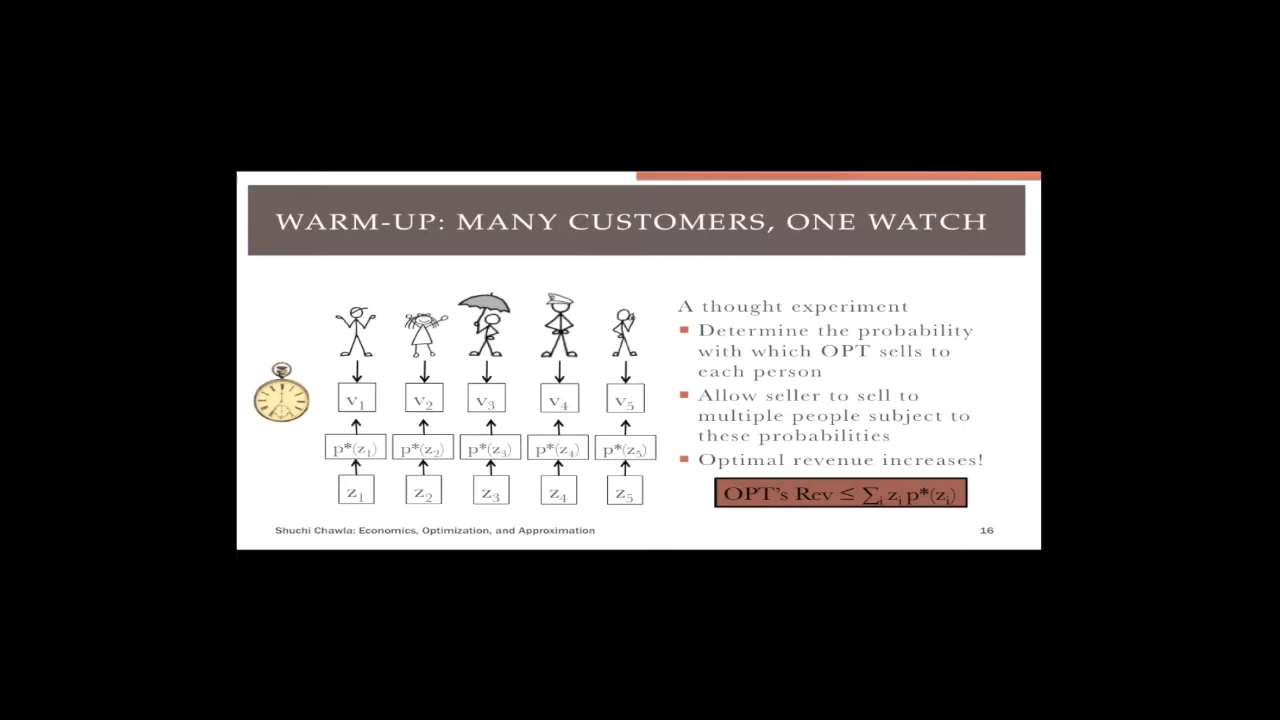 WARM-UP: MANY CUSTOMERS, ONE WATCH
v1 v2 v3 v4 v5
p*(z1) p*(z2) p*(z3) p*(z4) p*(z5)
z1 z2 z3 z4 z5
A thought experiment
Determine the probability
with which OPT sells to
each person
Allow seller to sell to
multiple people subject to
these probabilities
Optimal revenue increases!
OPT's Rev ≤ ∑i zi p*(zi)
Shuchi Chawla: Economics, Optimization, and Approximation
16